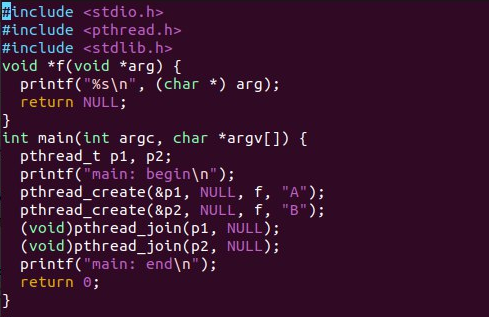 #include <stdio.h>
#include <pthread.h>
#include <stdlib.h>
void *f(void *arg) {
  printf("%s\n", (char *) arg);
  return NULL;
}
int main(int argc, char *argv[]) {
  pthread_t p1, p2;
  printf("main: begin\n");
  pthread_create(&p1, NULL, f, "A");
  pthread_create(&p2, NULL, f, "B");
  (void)pthread_join(p1, NULL);
  (void)pthread_join(p2, NULL);
  printf("main: end\n");
  return 0;
}